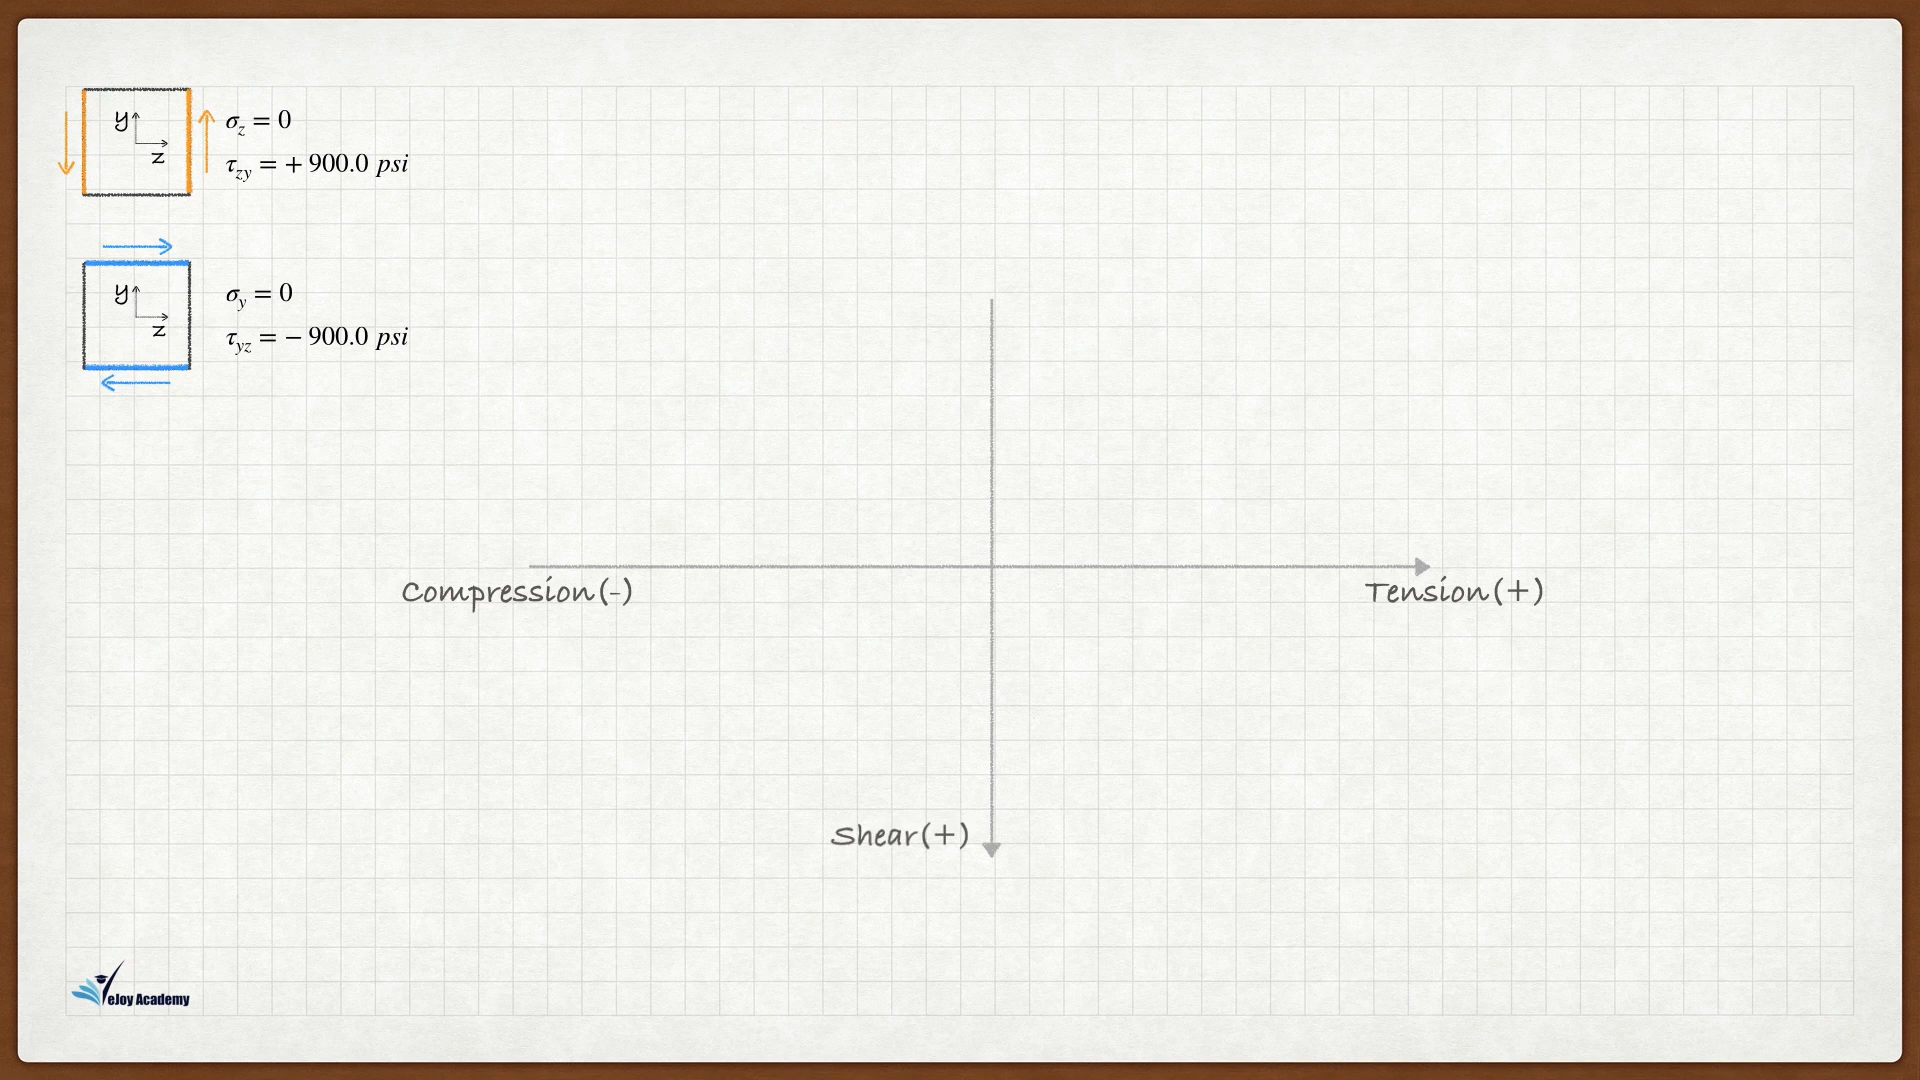 y
z
σz = 0
τzy = + 900.0 psi
y
z
σy = 0
τyz = − 900.0 psi
Compression(-)
Tension(+)
Shear(+)
eJoy Academy